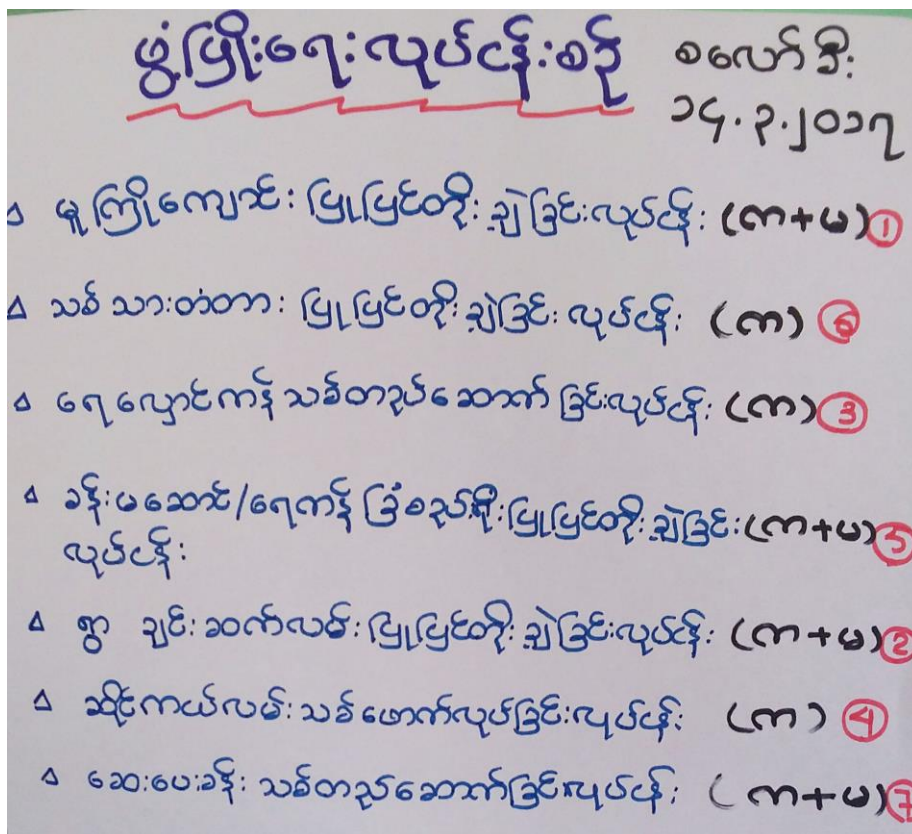 ဖွံ့ဖြိုးရေးလုပ်ငန်းစဉ်
စလော်ဒီး
၁၄.၃.၂၀၁၇
△ မူကြိုကျောင်း ပြုပြင်တိုးချဲ့ခြင်းလုပ်ငန်း (က+မ) ①
△ သစ်သားတံတား ပြုပြင်တိုးချဲ့ခြင်းလုပ်ငန်း (က) ⑥
△ ရေလှောင်ကန်သစ်တည်ဆောက်ခြင်းလုပ်ငန်း (က) ③
△ ခန်းမဆောင်/ရေကန် ခြံစည်းရိုးပြုပြင်တိုးချဲ့ခြင်း (က+မ) ⑤
လုပ်ငန်း
△ ရွာချင်းဆက်လမ်းပြုပြင်တိုးချဲ့ခြင်းလုပ်ငန်း (က+မ) ②
△ ဆိုင်ကယ်လမ်းသစ်ဖောက်လုပ်ခြင်းလုပ်ငန်း (က) ④
△ ဆေးပေးခန်းသစ်တည်ဆောက်ခြင်းလုပ်ငန်း (က+မ) ⑦